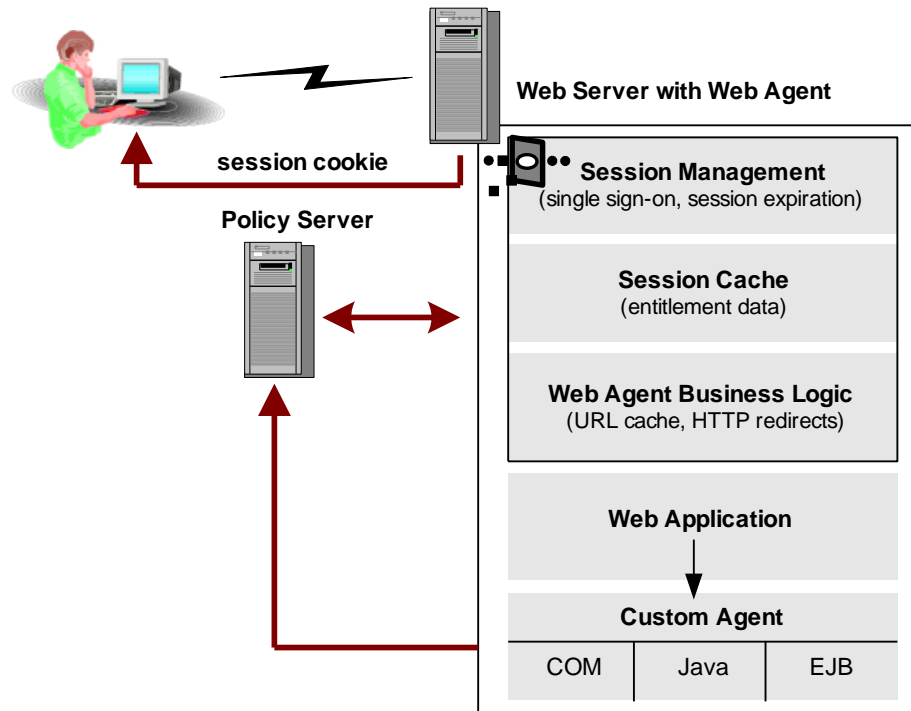 Web Server with Web Agent
session cookie
Session Management
(single sign-on, session expiration)
Policy Server
Session Cache
(entitlement data)
Web Agent Business Logic
(URL cache, HTTP redirects)
Web Application
Custom Agent
COM
Java
EJB